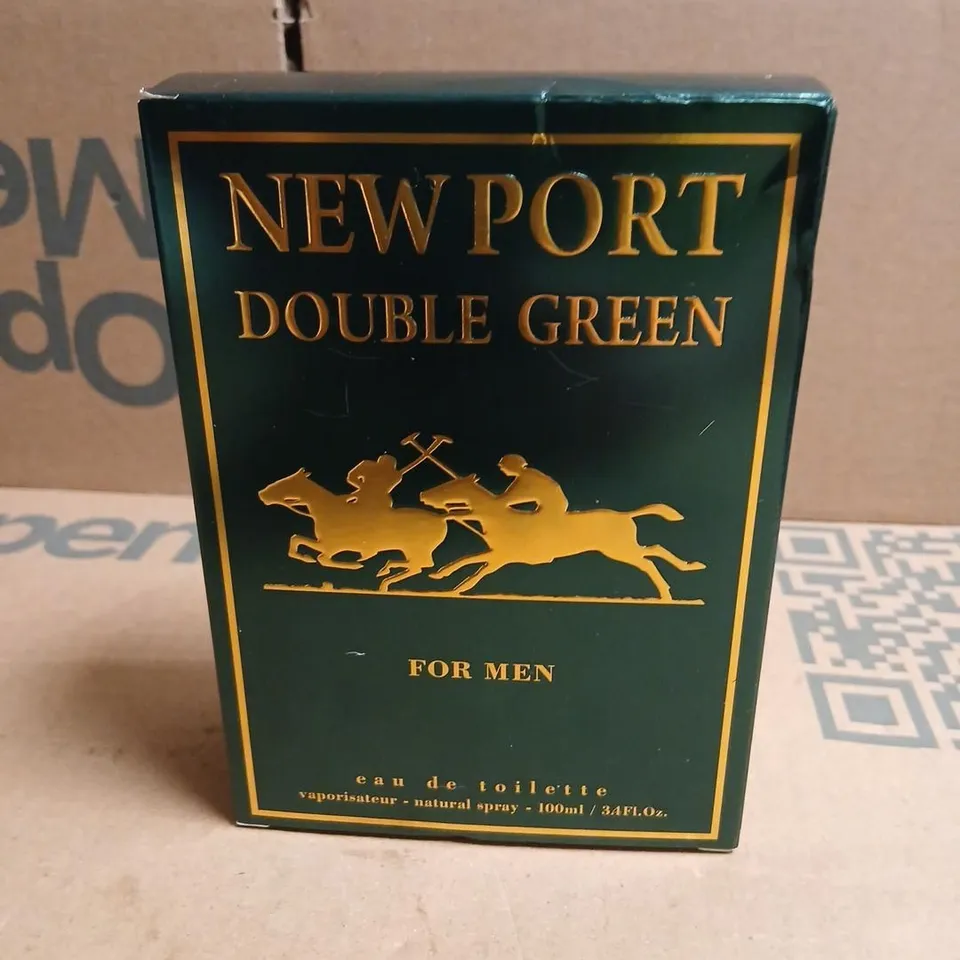 NEW PORT
DOUBLE GREEN
FOR MEN
eau de toilette
vaporisateur - natural spray - 100ml / 3.4Fl.Oz.